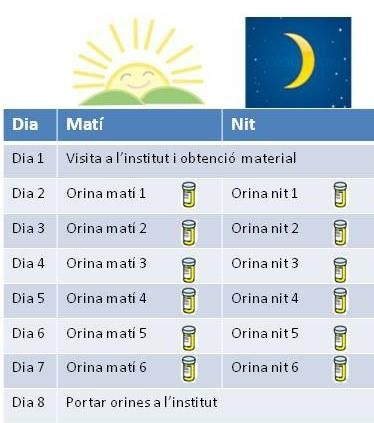 Dia Matí Nit
Dia 1 Visita a l'institut i obtenció material
Dia 2 Orina matí 1 Orina nit 1
Dia 3 Orina matí 2 Orina nit 2
Dia 4 Orina matí 3 Orina nit 3
Dia 5 Orina matí 4 Orina nit 4
Dia 6 Orina matí 5 Orina nit 5
Dia 7 Orina matí 6 Orina nit 6
Dia 8 Portar orines a l'institut